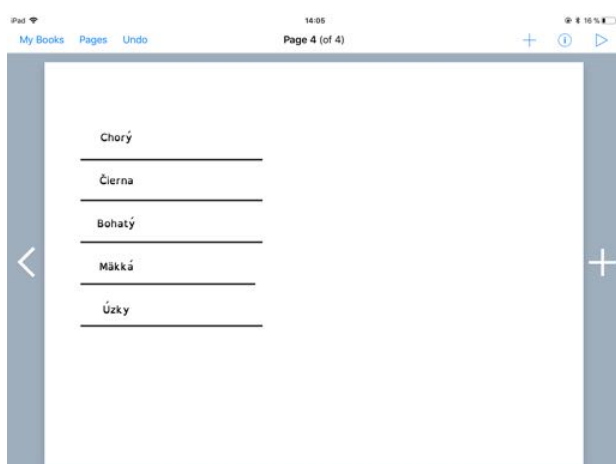 iPad 14:05 16 %
My Books Pages Undo Page 4 (of 4)
Chorý
Čierna
Bohatý
Mäkká
Úzky